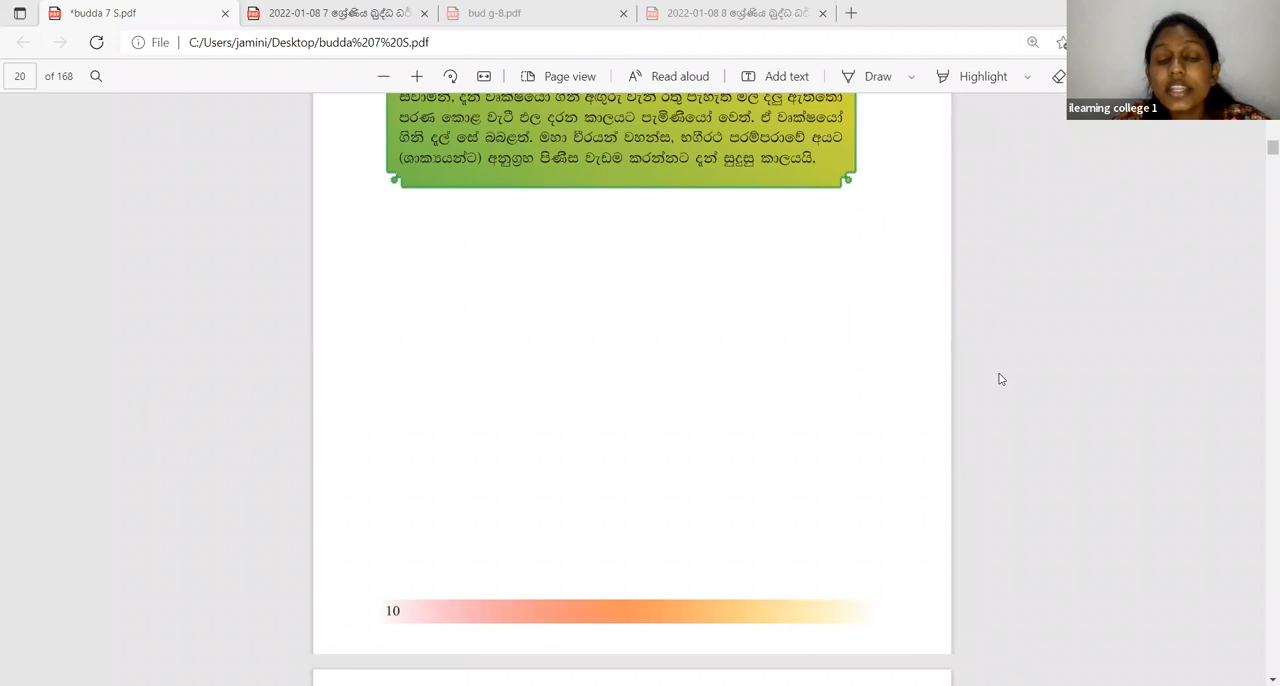 *budda 7 S.pdf
2022-01-08 7 ශ්‍රේණිය බුද්ධ
bud g-8.pdf
2022-01-08 8 ශ්‍රේණිය බුද්ධ
File
C:/Users/jamini/Desktop/budda%207%20S.pdf
20 of 168
Page view
Read aloud
Add text
Draw
Highlight
ilearning college 1
ස්වාමීනි, දැන් වෘක්ෂයෝ ගිනි අඟුරු වැනි රතු පැහැති මල් දලු ඇත්තෝ
පරණ කොළ වැටී ඵල දරන කාලයට පැමිණියෝ වෙත්. ඒ වෘක්ෂයෝ
ගිනි දල් සේ බබළත්. මහා වීරයන් වහන්ස, භගීරථ පරම්පරාවේ අයට
(ශාක්‍යයන්ට) අනුග්‍රහ පිණිස වැඩම කරන්නට දැන් සුදුසු කාලයයි.
10